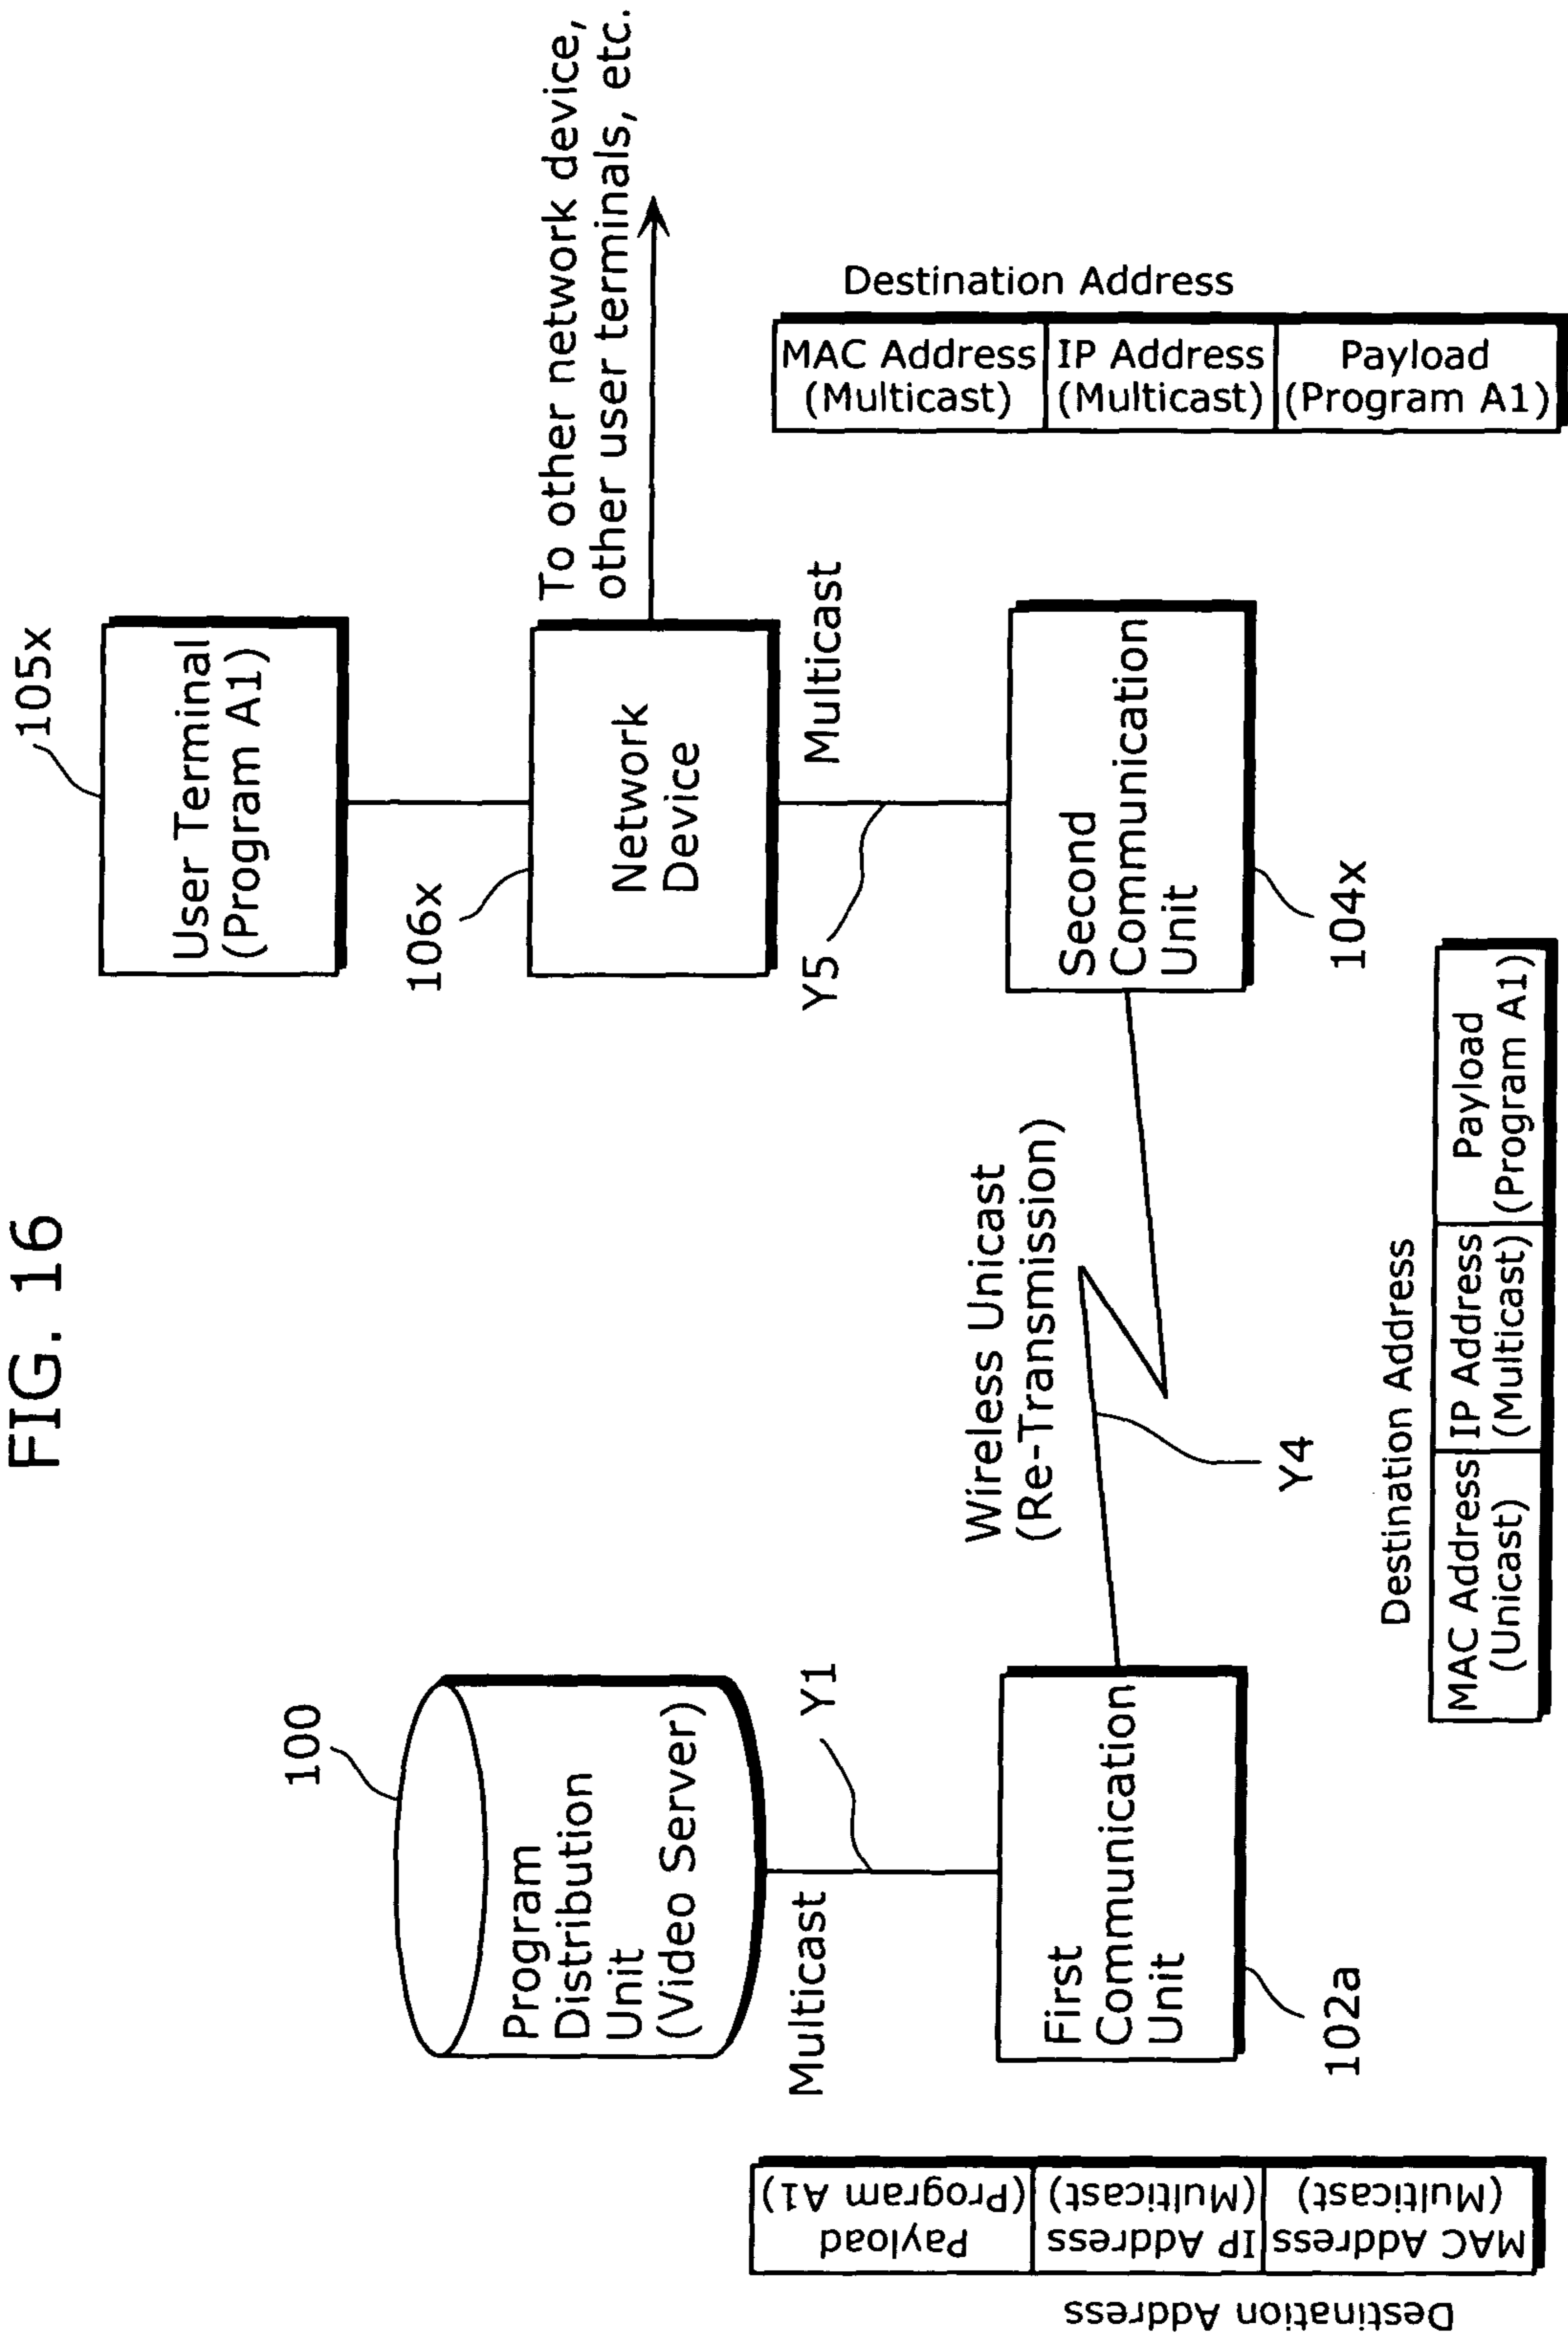 FIG. 16
100
Program
Distribution
Unit
(Video Server)
Multicast
Y1
First
Communication
Unit
102a
Destination Address
MAC Address
(Multicast)
IP Address
(Multicast)
Payload
(Program A1)
Wireless Unicast
(Re-Transmission)
Y4
Destination Address
MAC Address
(Unicast)
IP Address
(Multicast)
Payload
(Program A1)
105x
User Terminal
(Program A1)
106x
Network
Device
To other network device,
other user terminals, etc.
Y5
Multicast
Second
Communication
Unit
104x
Destination Address
MAC Address
(Multicast)
IP Address
(Multicast)
Payload
(Program A1)